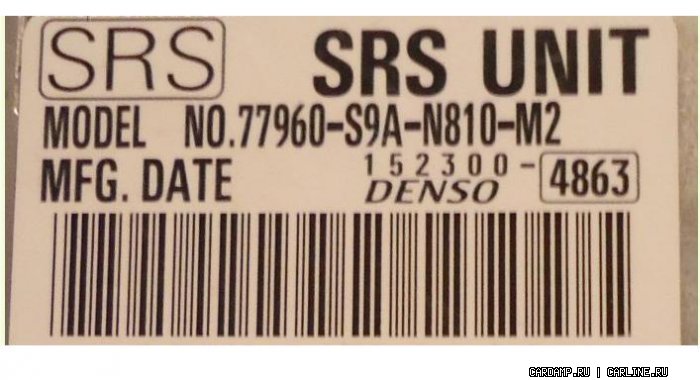 SRS SRS UNIT
MODEL NO.77960-S9A-N810-M2
MFG. DATE 152300-4863
DENSO
CARDAMP.RU | CARLINE.RU